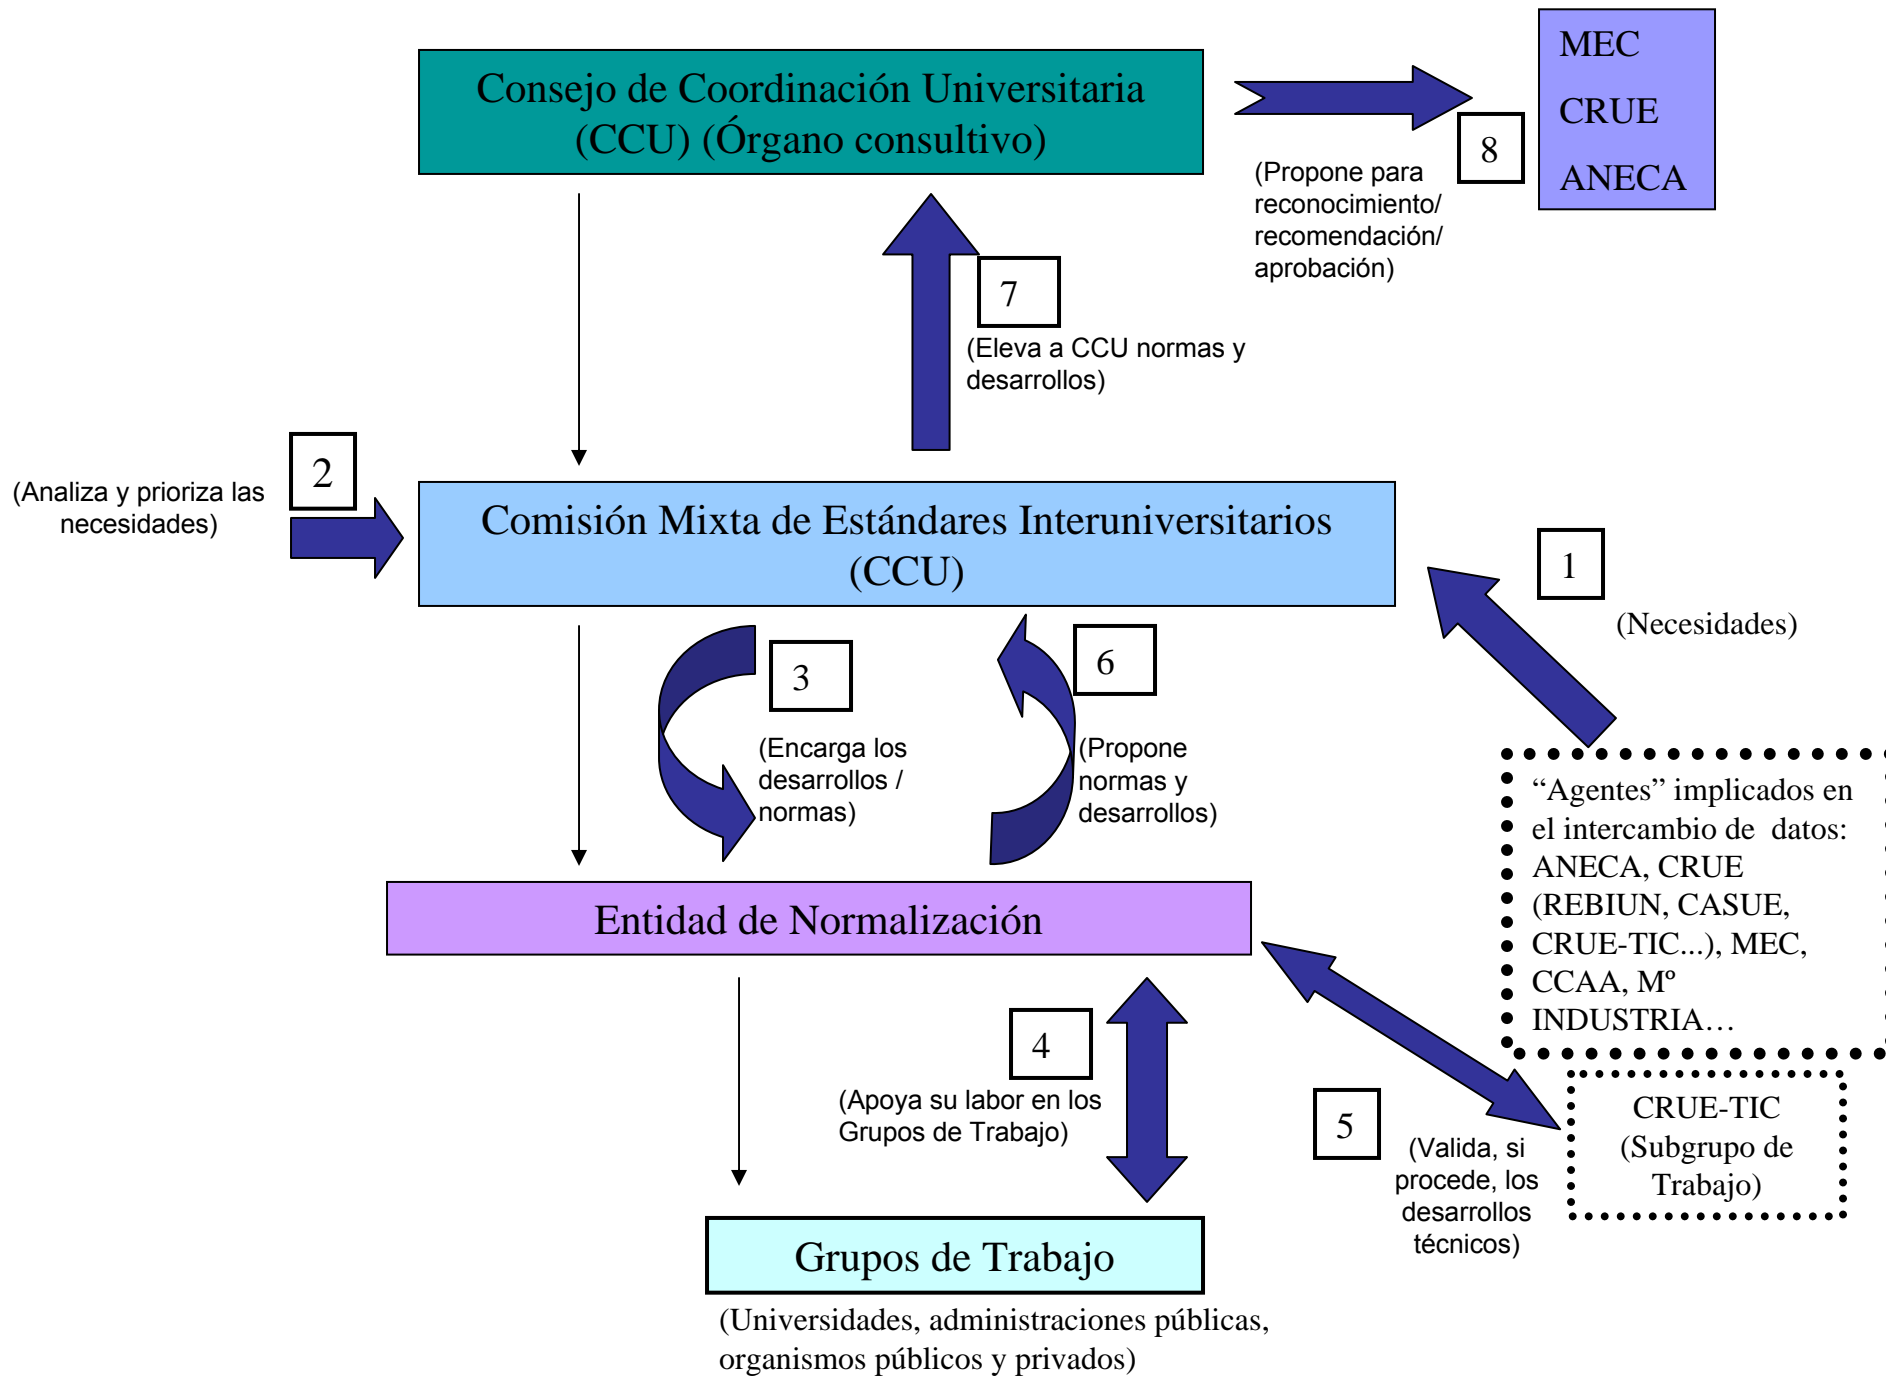 Consejo de Coordinación Universitaria
(CCU) (Órgano consultivo)
MEC
CRUE
ANECA
8
(Propone para
reconocimiento/
recomendación/
aprobación)
7
(Eleva a CCU normas y
desarrollos)
2
(Analiza y prioriza las
necesidades)
Comisión Mixta de Estándares Interuniversitarios
(CCU)
1
(Necesidades)
3
(Encarga los
desarrollos /
normas)
6
(Propone
normas y
desarrollos)
“Agentes” implicados en
el intercambio de datos:
ANECA, CRUE
(REBIUN, CASUE,
CRUE-TIC...), MEC,
CCAA, Mº
INDUSTRIA…
Entidad de Normalización
4
(Apoya su labor en los
Grupos de Trabajo)
5
(Valida, si
procede, los
desarrollos
técnicos)
CRUE-TIC
(Subgrupo de
Trabajo)
Grupos de Trabajo
(Universidades, administraciones públicas,
organismos públicos y privados)